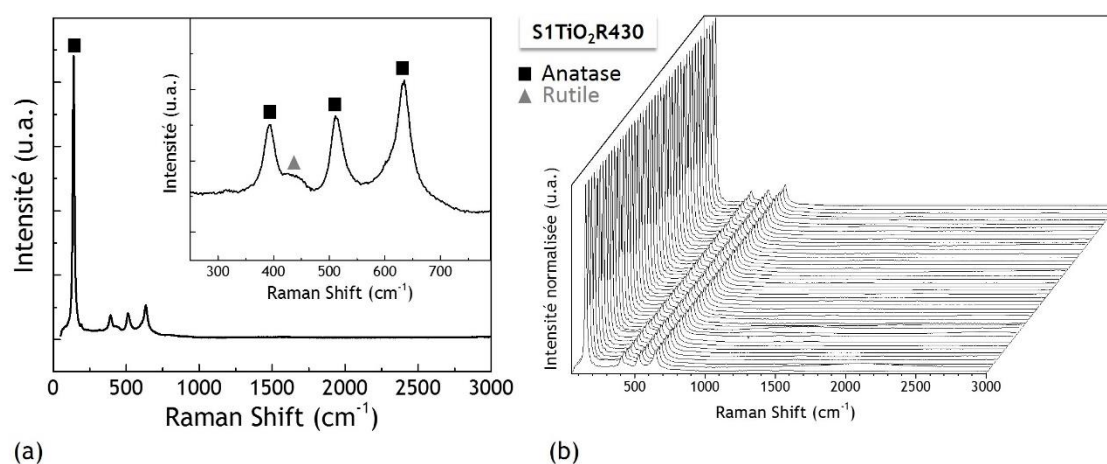 Intensité (u.a.)
0 500 1000 1500 2000 2500 3000
Raman Shift (cm⁻¹)
Intensité (u.a.)
300 400 500 600 700
Raman Shift (cm⁻¹)
(a)
S1TiO₂R430
■ Anatase
▲ Rutile
Intensité normalisée (u.a.)
500 1000 1500 2000 2500 3000
Raman Shift (cm⁻¹)
(b)